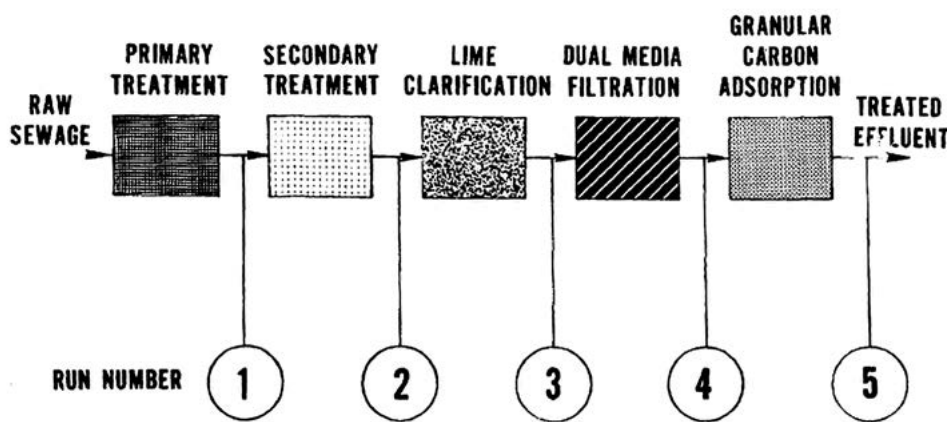 PRIMARY
TREATMENT
SECONDARY
TREATMENT
LIME
CLARIFICATION
DUAL MEDIA
FILTRATION
GRANULAR
CARBON
ADSORPTION
RAW
SEWAGE
TREATED
EFFLUENT
RUN NUMBER
1
2
3
4
5